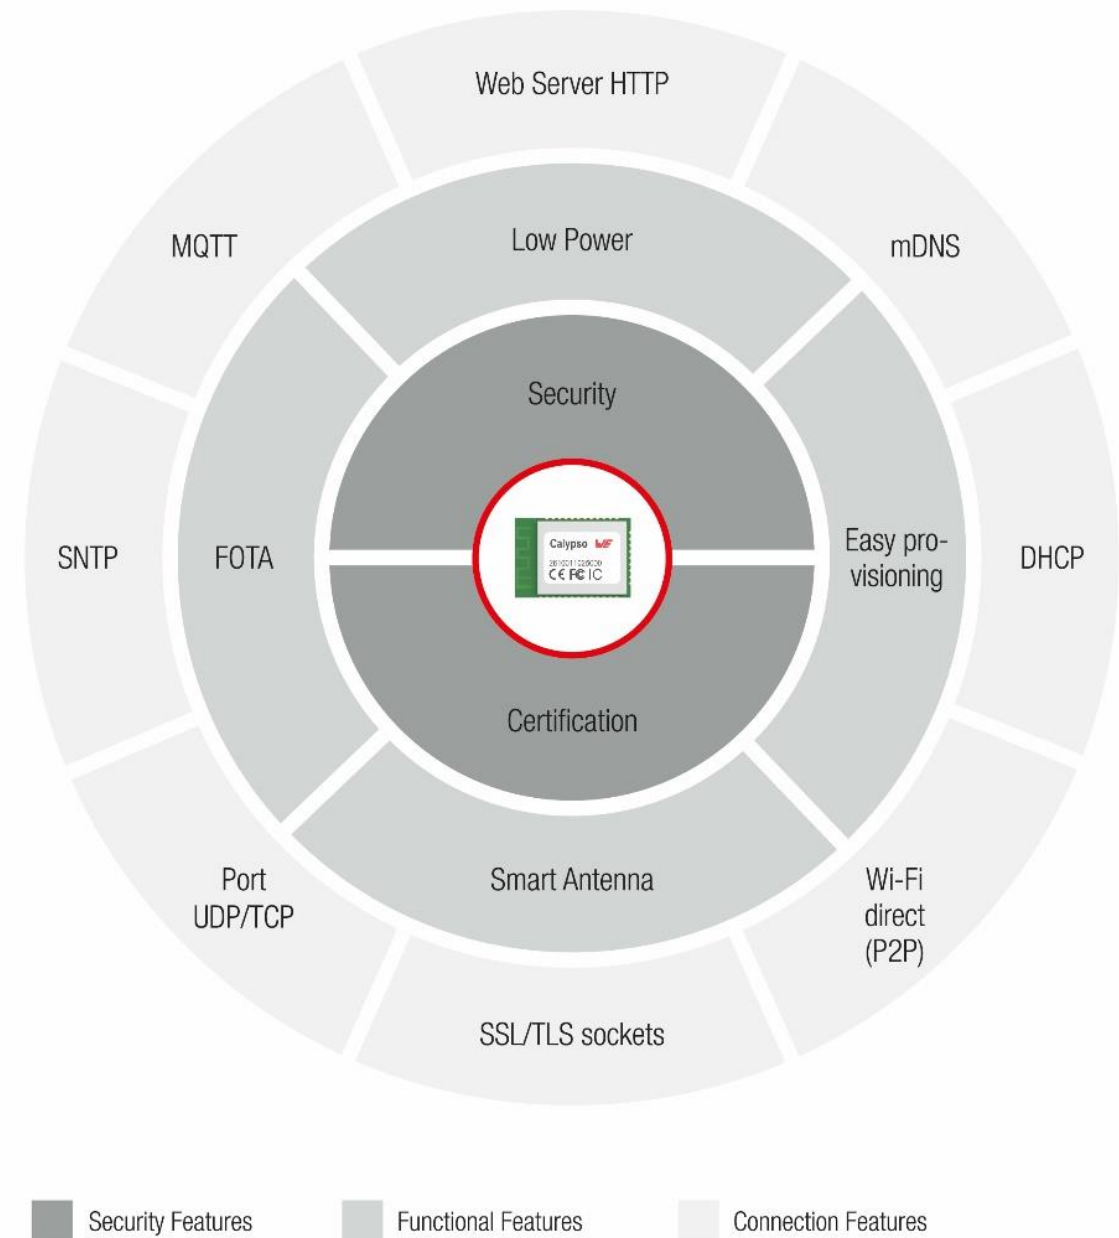 Web Server HTTP
MQTT
Low Power
mDNS
Security
SNTP
FOTA
Calypso WE
CE FC IC
Easy pro-
visioning
DHCP
Certification
Port
UDP/TCP
Smart Antenna
Wi-Fi
direct
(P2P)
SSL/TLS sockets
Security Features
Functional Features
Connection Features